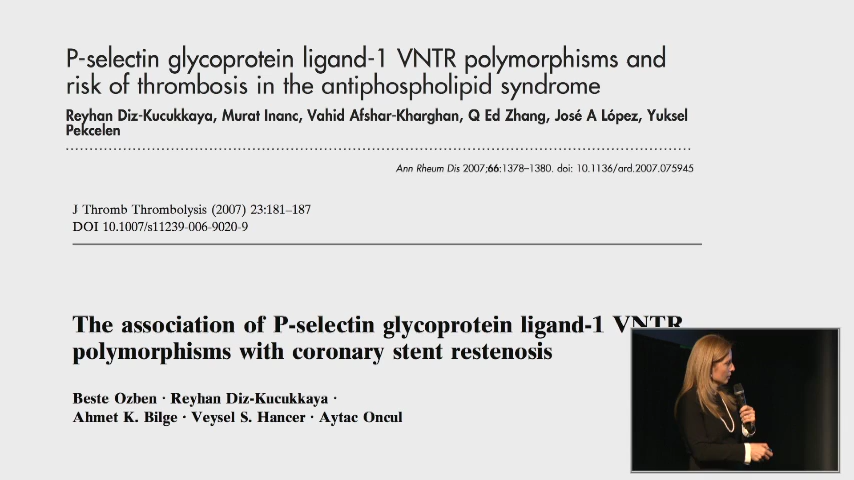 P-selectin glycoprotein ligand-1 VNTR polymorphisms and
risk of thrombosis in the antiphospholipid syndrome
Reyhan Diz-Kucukkaya, Murat Inanc, Vahid Afshar-Kharghan, Q Ed Zhang, José A López, Yuksel
Pekcelen
Ann Rheum Dis 2007;66:1378–1380. doi: 10.1136/ard.2007.075945
J Thromb Thrombolysis (2007) 23:181–187
DOI 10.1007/s11239-006-9020-9
The association of P-selectin glycoprotein ligand-1 VNTR
polymorphisms with coronary stent restenosis
Beste Ozben · Reyhan Diz-Kucukkaya ·
Ahmet K. Bilge · Veysel S. Hancer · Aytac Oncul